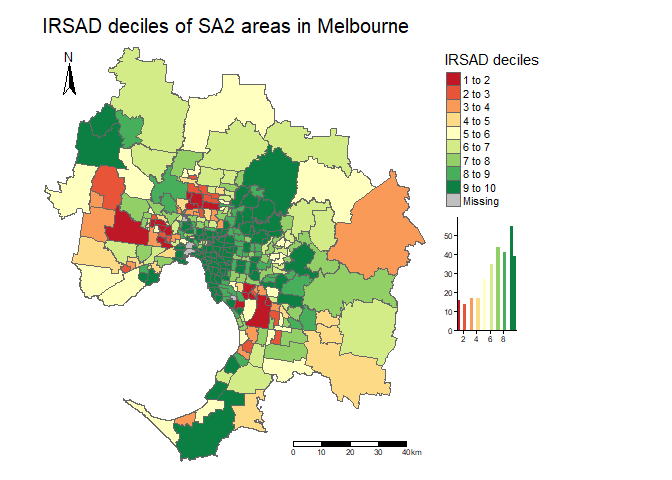 IRSAD deciles of SA2 areas in Melbourne
N
IRSAD deciles
1 to 2
2 to 3
3 to 4
4 to 5
5 to 6
6 to 7
7 to 8
8 to 9
9 to 10
Missing
50
40
30
20
10
0
2 4 6 8
0 10 20 30 40km